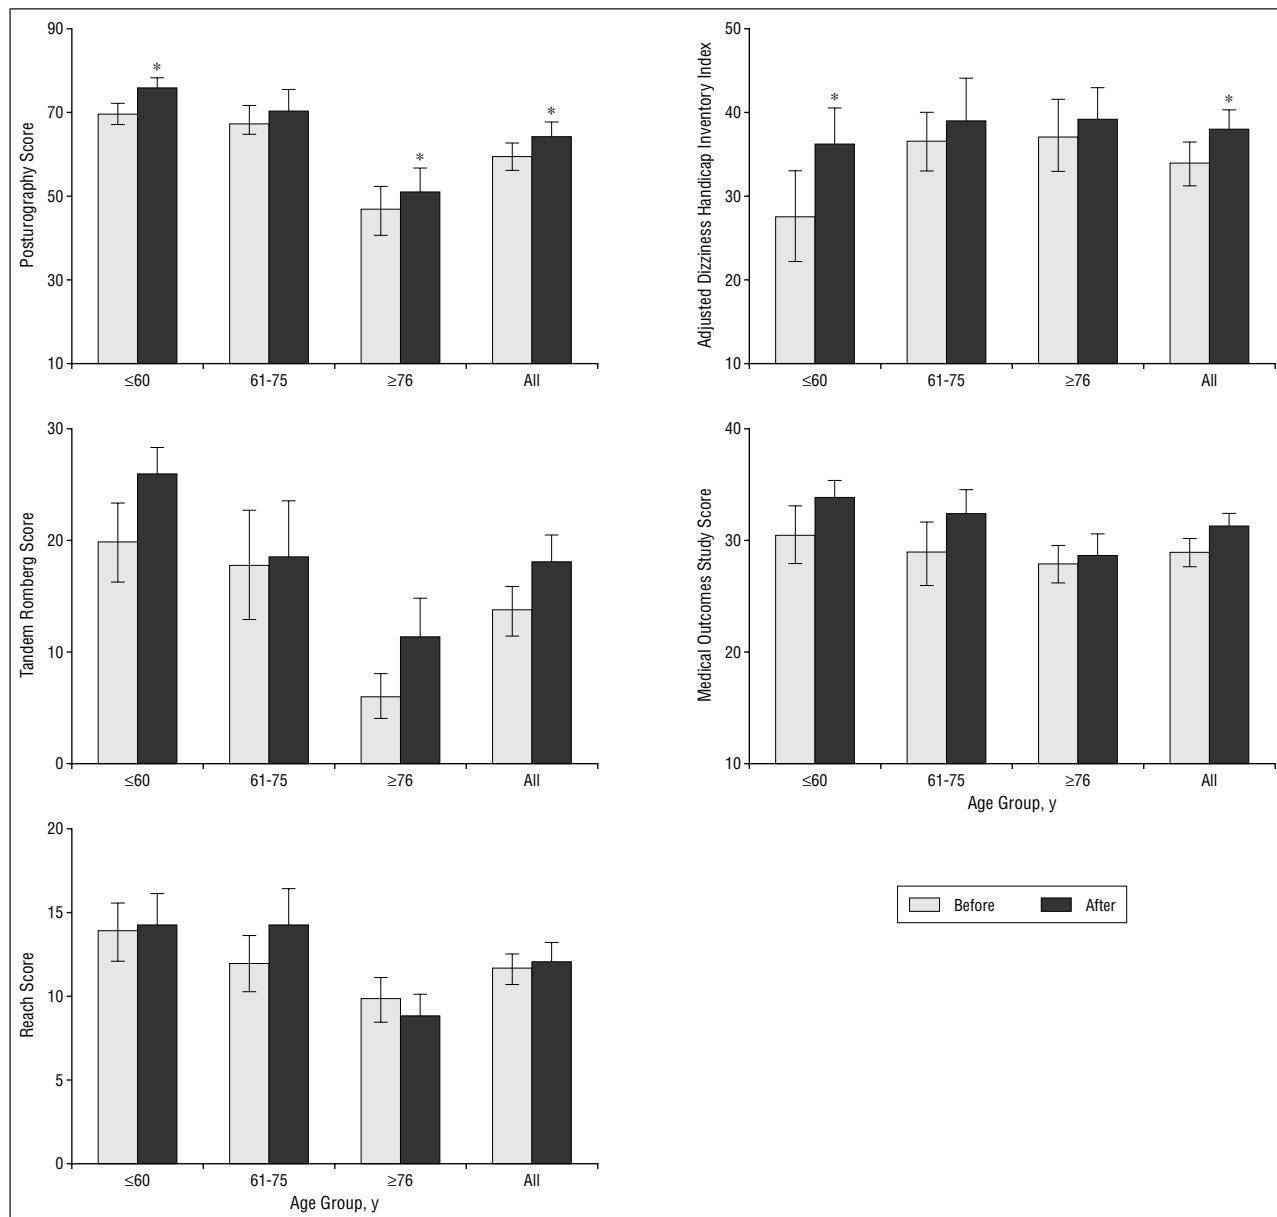 Posturography Score
90
70
50
30
10
*
*
*
≤60 61-75 ≥76 All
Adjusted Dizziness Handicap Inventory Index
50
40
30
20
10
*
*
≤60 61-75 ≥76 All
Tandem Romberg Score
30
20
10
0
≤60 61-75 ≥76 All
Medical Outcomes Study Score
40
30
20
10
≤60 61-75 ≥76 All
Age Group, y
Reach Score
20
15
10
5
0
≤60 61-75 ≥76 All
Age Group, y
Before After